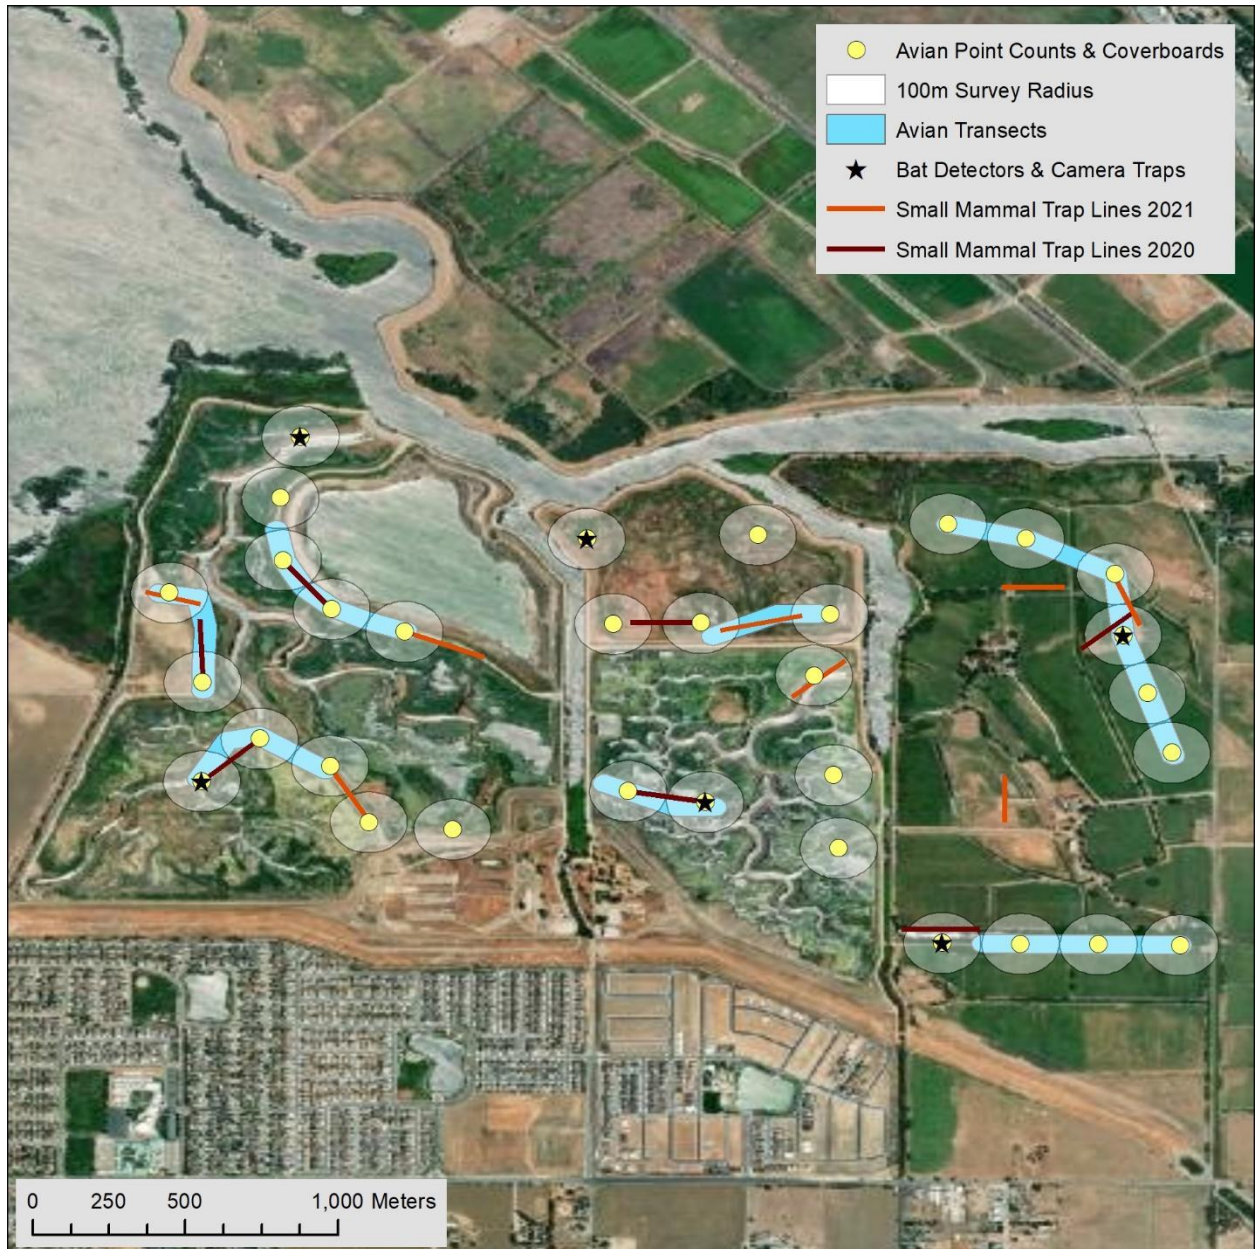 Avian Point Counts & Coverboards
100m Survey Radius
Avian Transects
Bat Detectors & Camera Traps
Small Mammal Trap Lines 2021
Small Mammal Trap Lines 2020
0 250 500 1,000 Meters